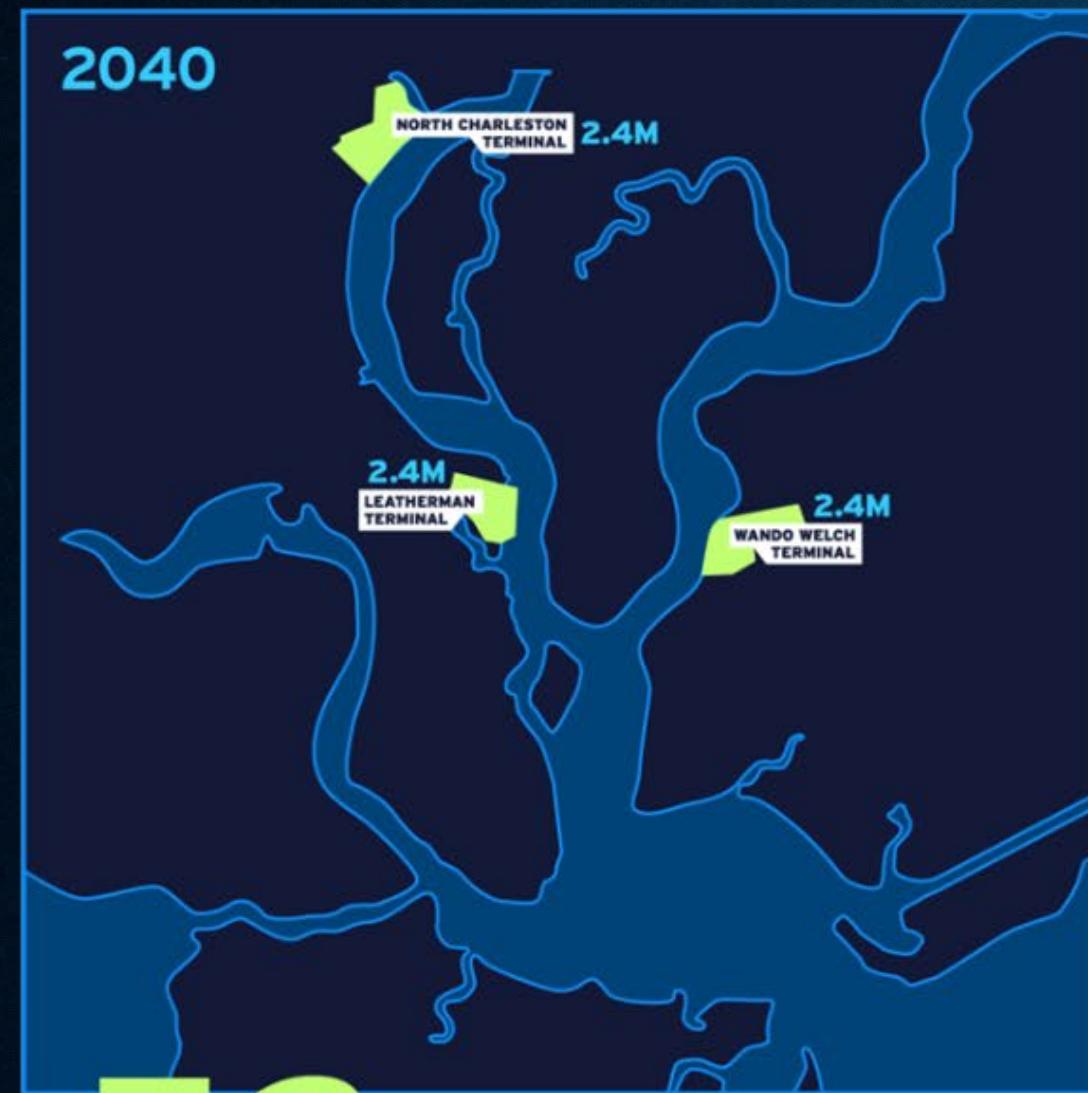 2040
NORTH CHARLESTON
TERMINAL
2.4M
2.4M
LEATHERMAN
TERMINAL
2.4M
WANDO WELCH
TERMINAL